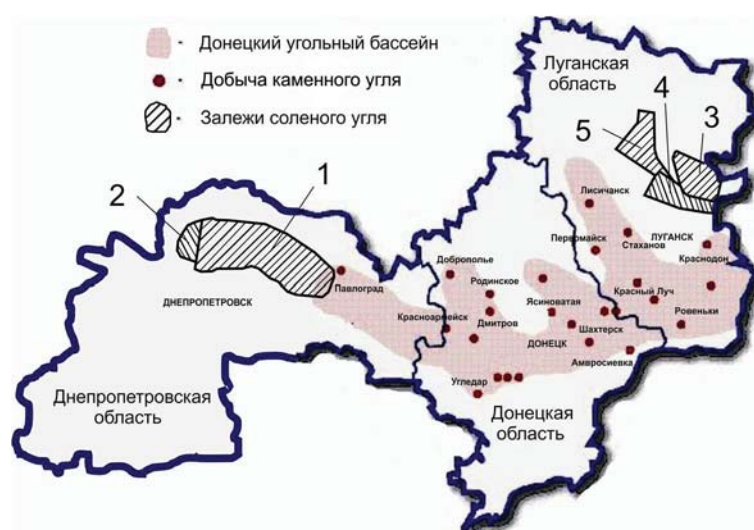 Донецкий угольный бассейн
Добыча каменного угля
Залежи соленого угля
Луганская
область
4
3
5
1
2
Лисичанск
Первомайск
Стаханов
ЛУГАНСК
Краснодон
Доброполье
Родинское
Павлоград
ДНЕПРОПЕТРОВСК
Ясиноватая
Красный Луч
Красноармейск
Дмитров
Шахтерск
Ровеньки
ДОНЕЦК
Амвросиевка
Угледар
Днепропетровская
область
Донецкая
область